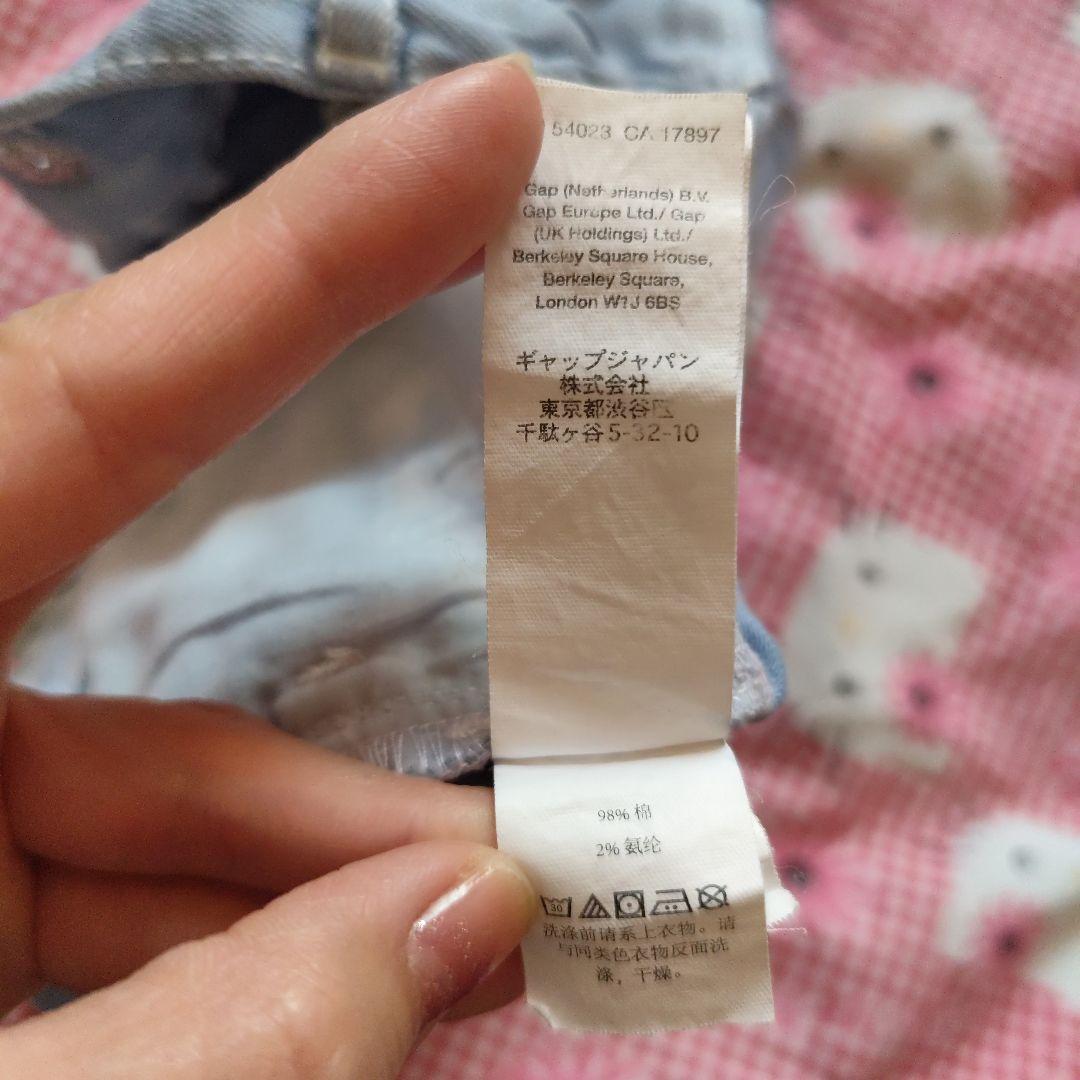 54023 CA 17897
Gap (Netherlands) B.V.
Gap Europe Ltd./ Gap
(UK Holdings) Ltd./
Berkeley Square House,
Berkeley Square,
London W1J 6BS
ギャップジャパン
株式会社
東京都渋谷区
千駄ヶ谷5-32-10
98% 棉
2% 氨纶
30
洗涤前请系上衣物。请
与同类色衣物反面洗
涤，干燥。